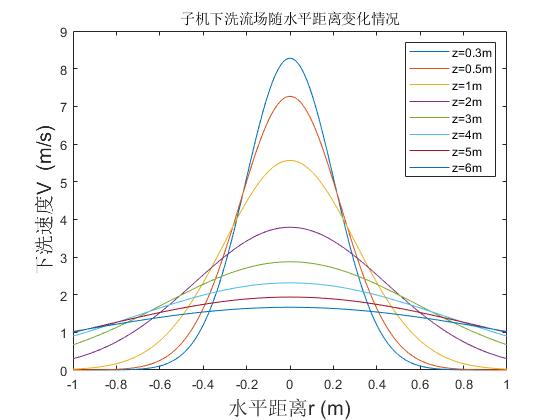 子机下洗流场随水平距离变化情况
9
8
7
6
5
4
3
2
1
0
下洗速度V (m/s)
z=0.3m
z=0.5m
z=1m
z=2m
z=3m
z=4m
z=5m
z=6m
-1 -0.8 -0.6 -0.4 -0.2 0 0.2 0.4 0.6 0.8 1
水平距离r (m)